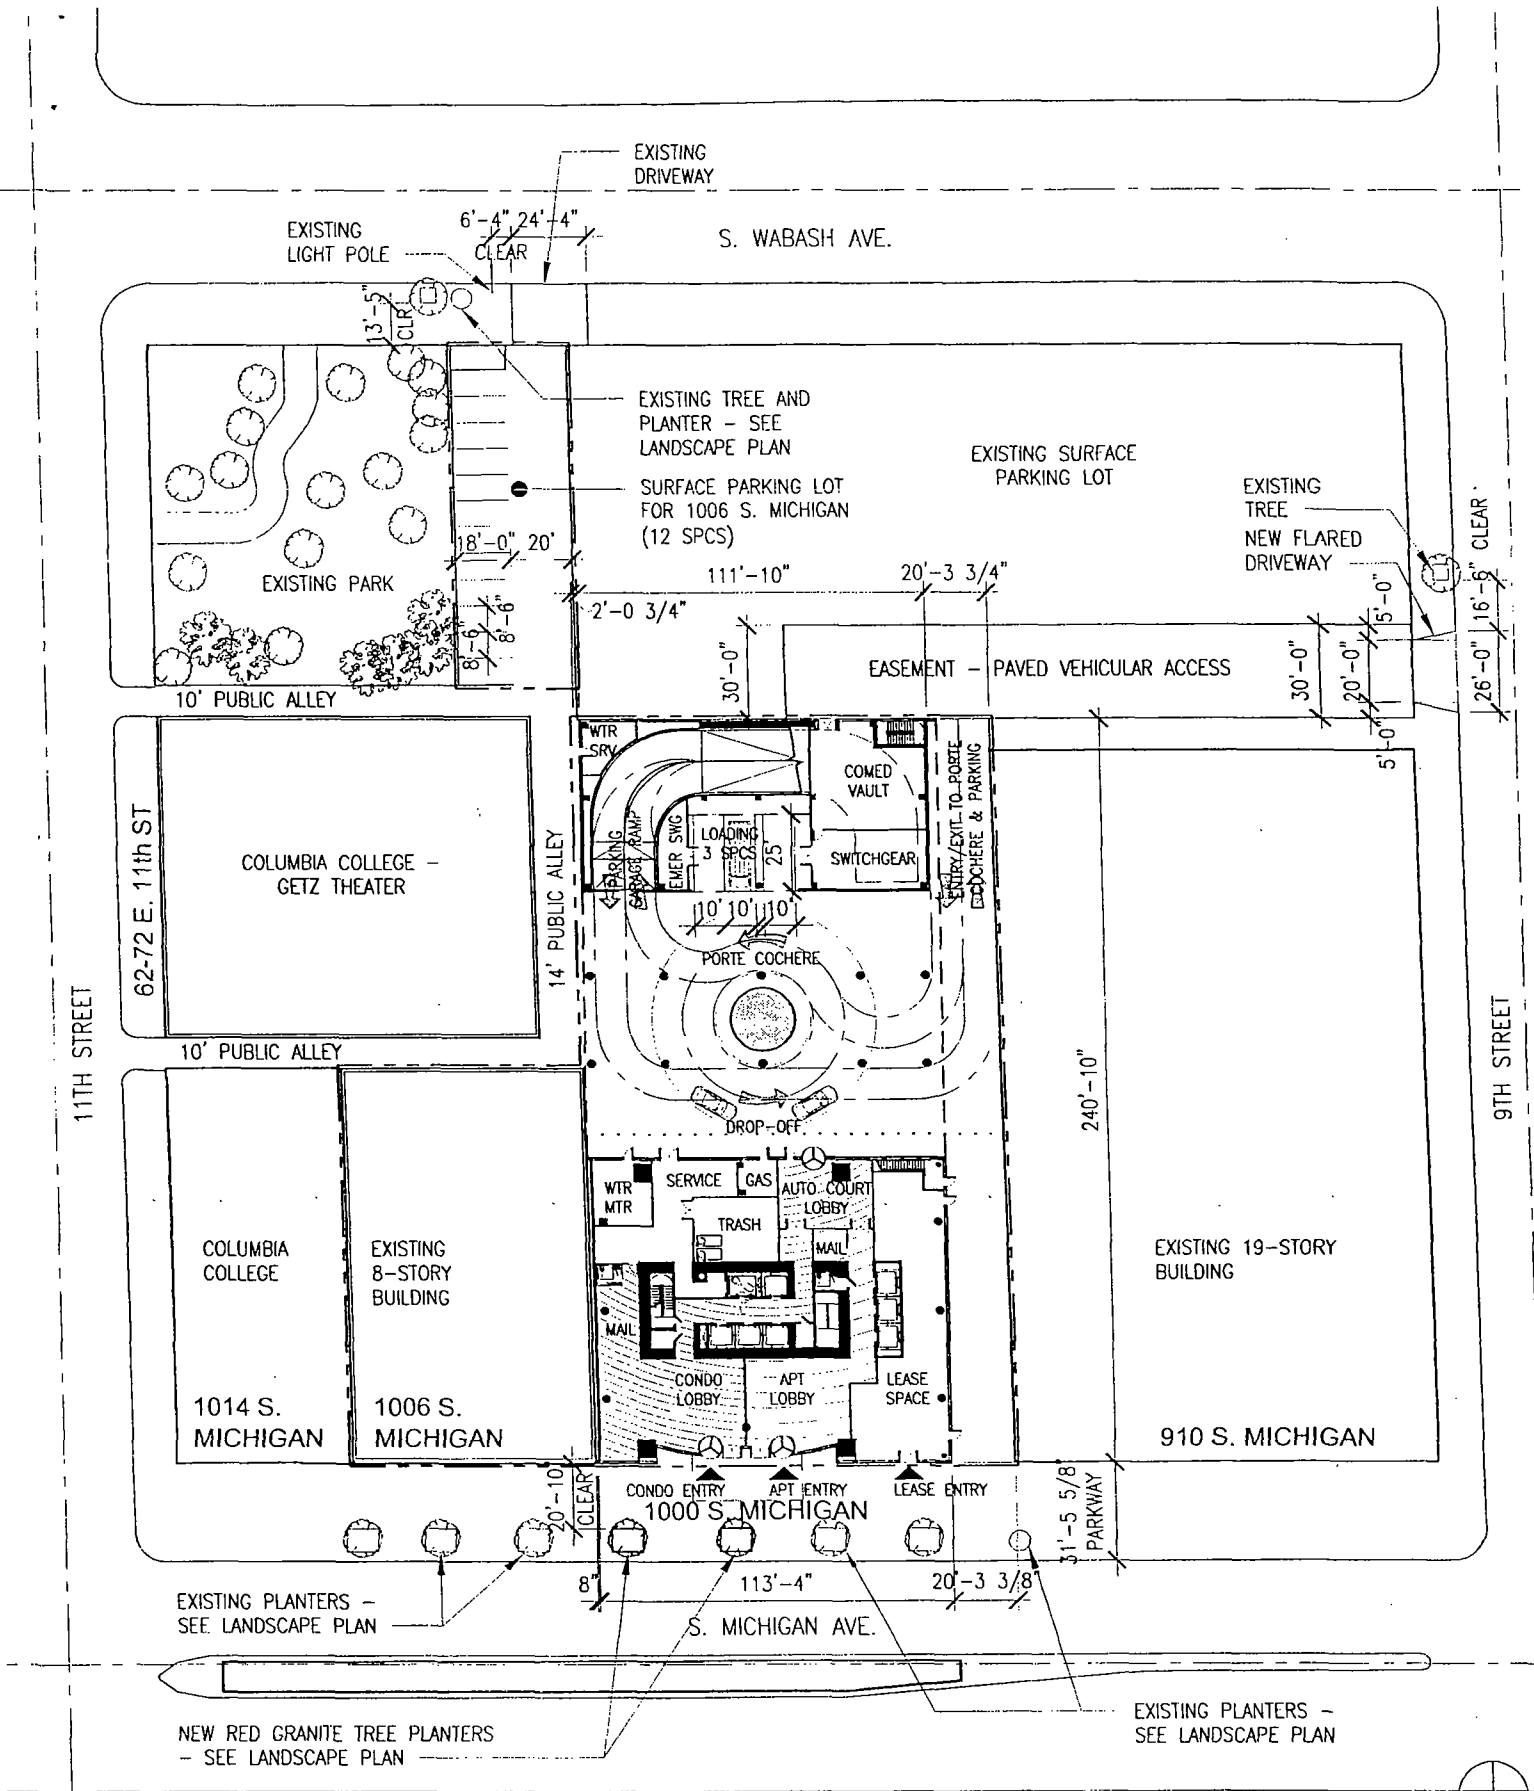 EXISTING
DRIVEWAY
6'-4" 24'-4"
CLEAR
EXISTING
LIGHT POLE
S. WABASH AVE.
13'-5"
CLR
EXISTING TREE AND
PLANTER - SEE
LANDSCAPE PLAN
SURFACE PARKING LOT
FOR 1006 S. MICHIGAN
(12 SPCS)
EXISTING SURFACE
PARKING LOT
EXISTING
TREE
NEW FLARED
DRIVEWAY
16'-6" CLEAR
18'-0" 20'
111'-10"
20'-3 3/4"
2'-0 3/4"
EXISTING PARK
8'-6"
8'-6"
5'-0"
30'-0"
EASEMENT - PAVED VEHICULAR ACCESS
30'-0"
20'-0"
26'-0"
5'-0"
10' PUBLIC ALLEY
WTR
SRV
COMED
VAULT
SWITCHGEAR
ENTRY/EXIT TO PORTE
COCHERE & PARKING
PARKING
GARAGE RAMP
EMER SWG
LOADING
3 SPCS
25'
10' 10' 10'
PORTE COCHERE
COLUMBIA COLLEGE -
GETZ THEATER
62-72 E. 11th ST
14' PUBLIC ALLEY
11TH STREET
9TH STREET
10' PUBLIC ALLEY
240'-10"
DROP-OFF
WTR
MTR
SERVICE
GAS
AUTO COURT
LOBBY
TRASH
MAIL
MAIL
CONDO
LOBBY
APT
LOBBY
LEASE
SPACE
COLUMBIA
COLLEGE
EXISTING
8-STORY
BUILDING
EXISTING 19-STORY
BUILDING
1014 S.
MICHIGAN
1006 S.
MICHIGAN
910 S. MICHIGAN
20'-10"
CLEAR
CONDO ENTRY
APT ENTRY
LEASE ENTRY
1000 S. MICHIGAN
31'-5 5/8"
PARKWAY
8"
113'-4"
20'-3 3/8"
EXISTING PLANTERS -
SEE LANDSCAPE PLAN
S. MICHIGAN AVE.
NEW RED GRANITE TREE PLANTERS
- SEE LANDSCAPE PLAN
EXISTING PLANTERS -
SEE LANDSCAPE PLAN